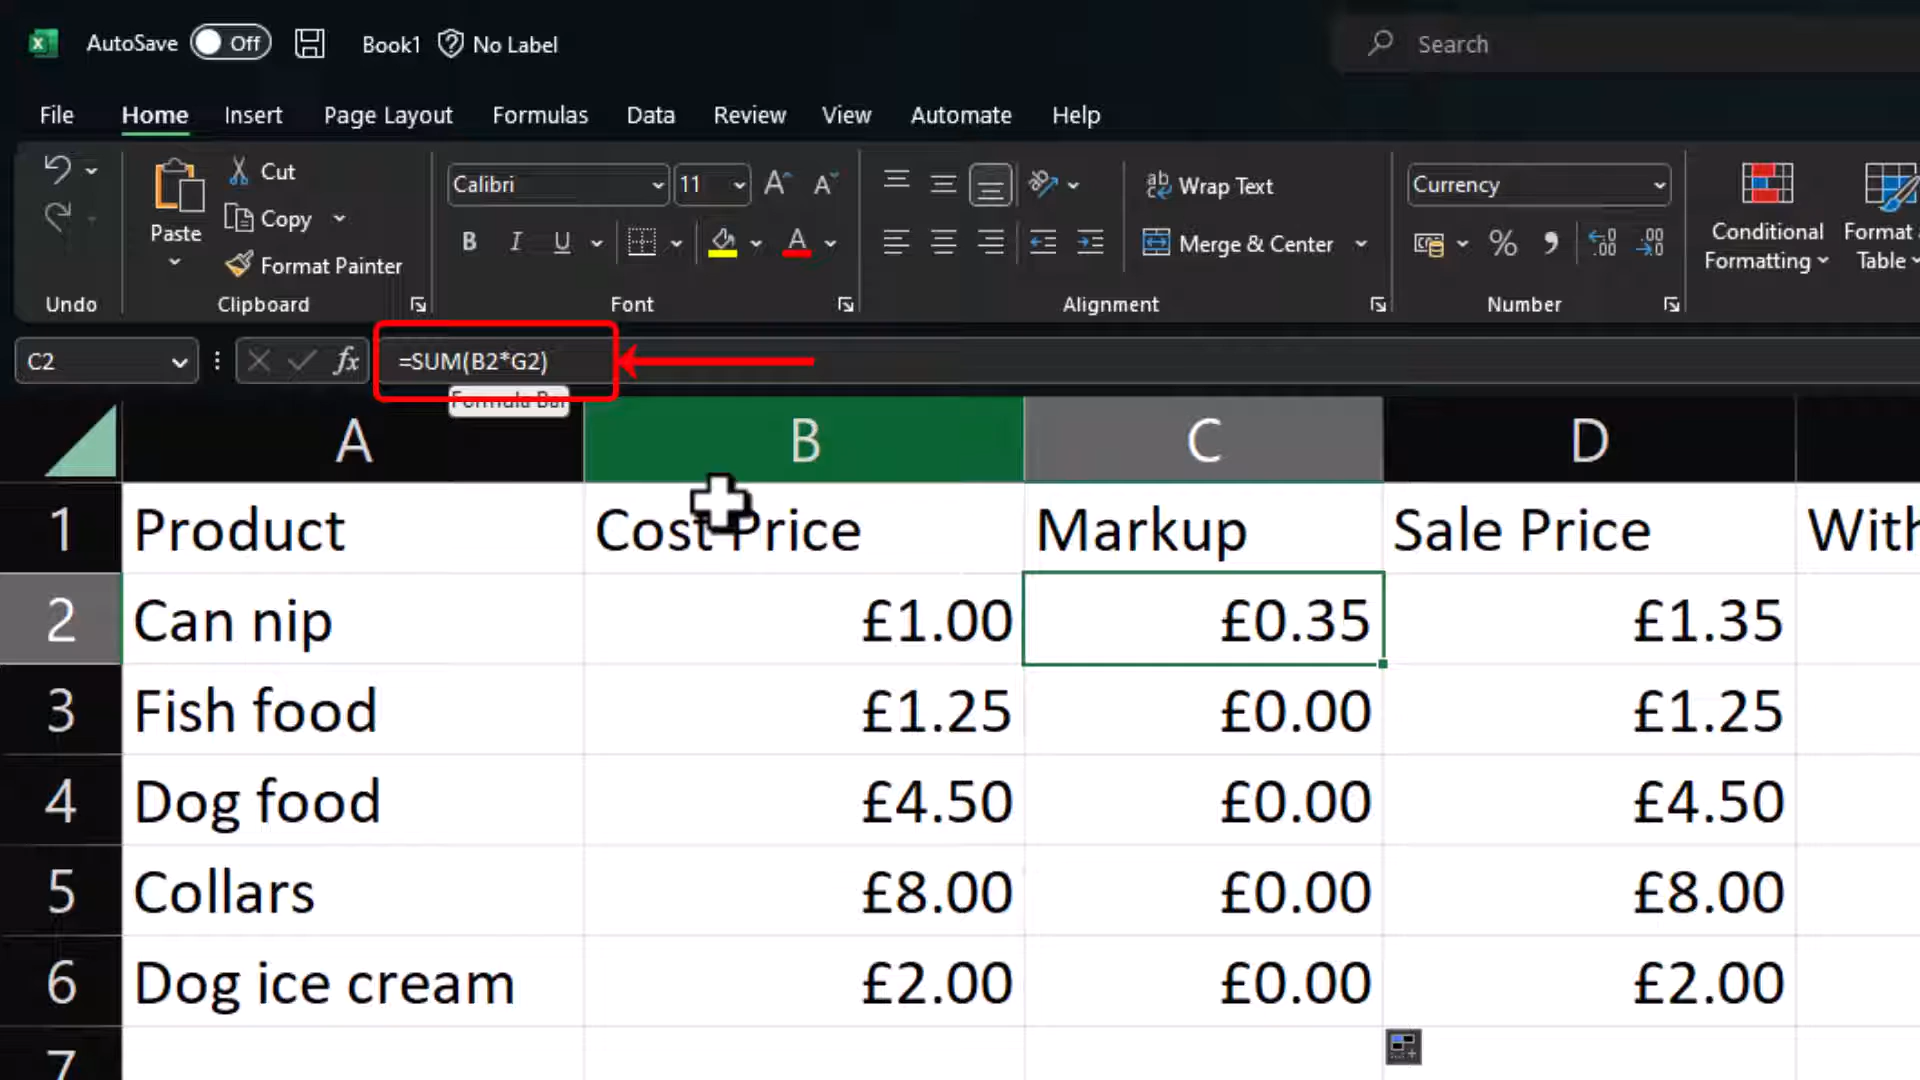 AutoSave Off Book1 No Label Search
File Home Insert Page Layout Formulas Data Review View Automate Help
Cut
Calibri 11 Wrap Text Currency
Copy
Paste
Conditional Format
B I U A Merge & Center % Formatting Table
Format Painter
Undo Clipboard Font Alignment Number
C2 fx =SUM(B2*G2)
Formula Bar
A B C D
1 Product Cost Price Markup Sale Price With
2 Can nip £1.00 £0.35 £1.35
3 Fish food £1.25 £0.00 £1.25
4 Dog food £4.50 £0.00 £4.50
5 Collars £8.00 £0.00 £8.00
6 Dog ice cream £2.00 £0.00 £2.00
7